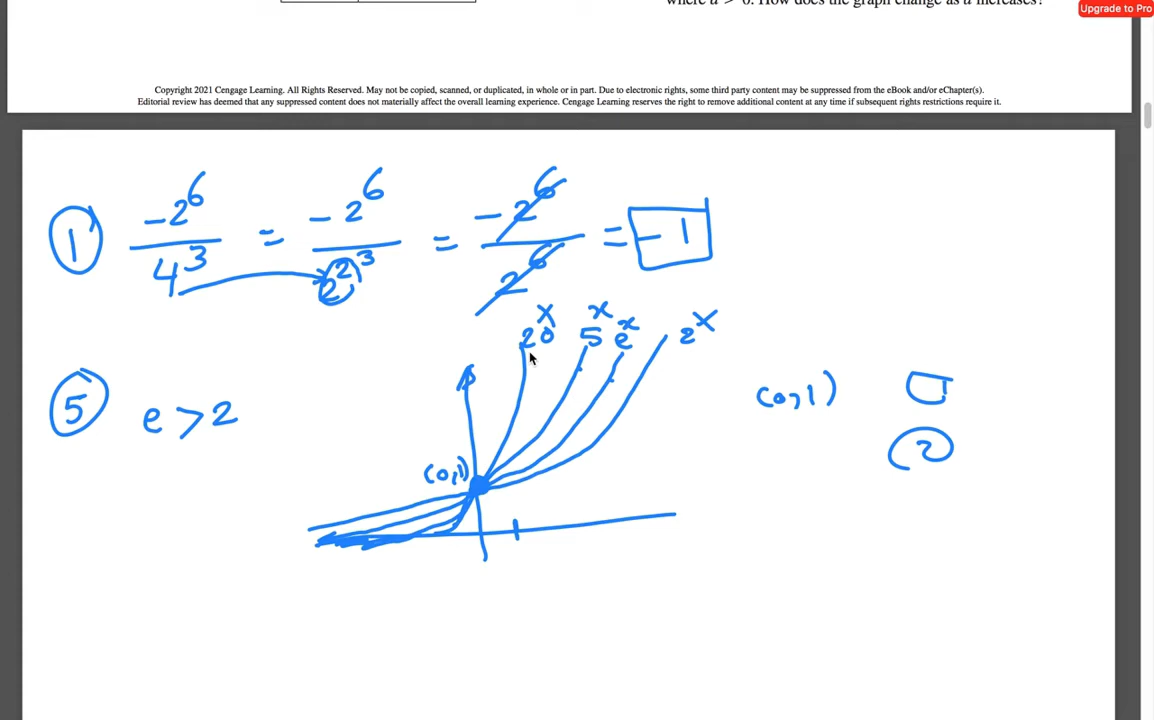 where a > 0. How does the graph change as a increases?
Upgrade to Pro
Copyright 2021 Cengage Learning. All Rights Reserved. May not be copied, scanned, or duplicated, in whole or in part. Due to electronic rights, some third party content may be suppressed from the eBook and/or eChapter(s).
Editorial review has deemed that any suppressed content does not materially affect the overall learning experience. Cengage Learning reserves the right to remove additional content at any time if subsequent rights restrictions require it.
① -2^6/4^3 = -2^6/(2^2)^3 = -2^6/2^6 = -1
20^x 5^x e^x 2^x
⑤ e > 2
(0,1)
(0,1)
②